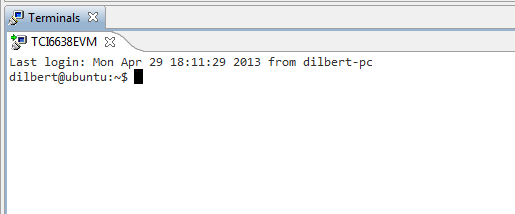 Terminals
TCI6638EVM
Last login: Mon Apr 29 18:11:29 2013 from dilbert-pc
dilbert@ubuntu:~$